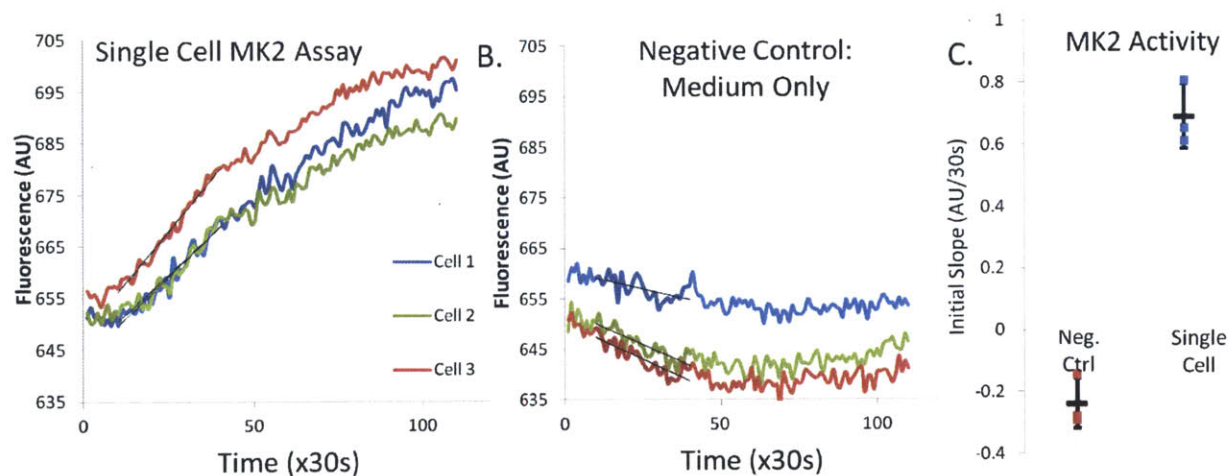 Single Cell MK2 Assay
Fluorescence (AU)
705
695
685
675
665
655
645
635
0
50
100
Time (x30s)
Cell 1
Cell 2
Cell 3
B.
Negative Control:
Medium Only
Fluorescence (AU)
705
695
685
675
665
655
645
635
0
50
100
Time (x30s)
C.
MK2 Activity
Initial Slope (AU/30s)
1
0.8
0.6
0.4
0.2
0
-0.2
-0.4
Neg.
Ctrl
Single
Cell